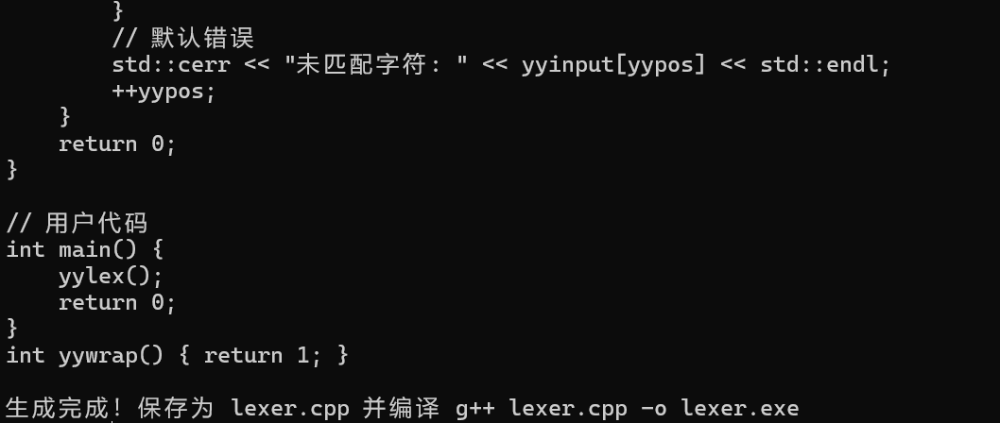 }
// 默认错误
std::cerr << "未匹配字符: " << yyinput[yypos] << std::endl;
++yypos;
}
return 0;
}
// 用户代码
int main() {
yylex();
return 0;
}
int yywrap() { return 1; }
生成完成! 保存为 lexer.cpp 并编译 g++ lexer.cpp -o lexer.exe